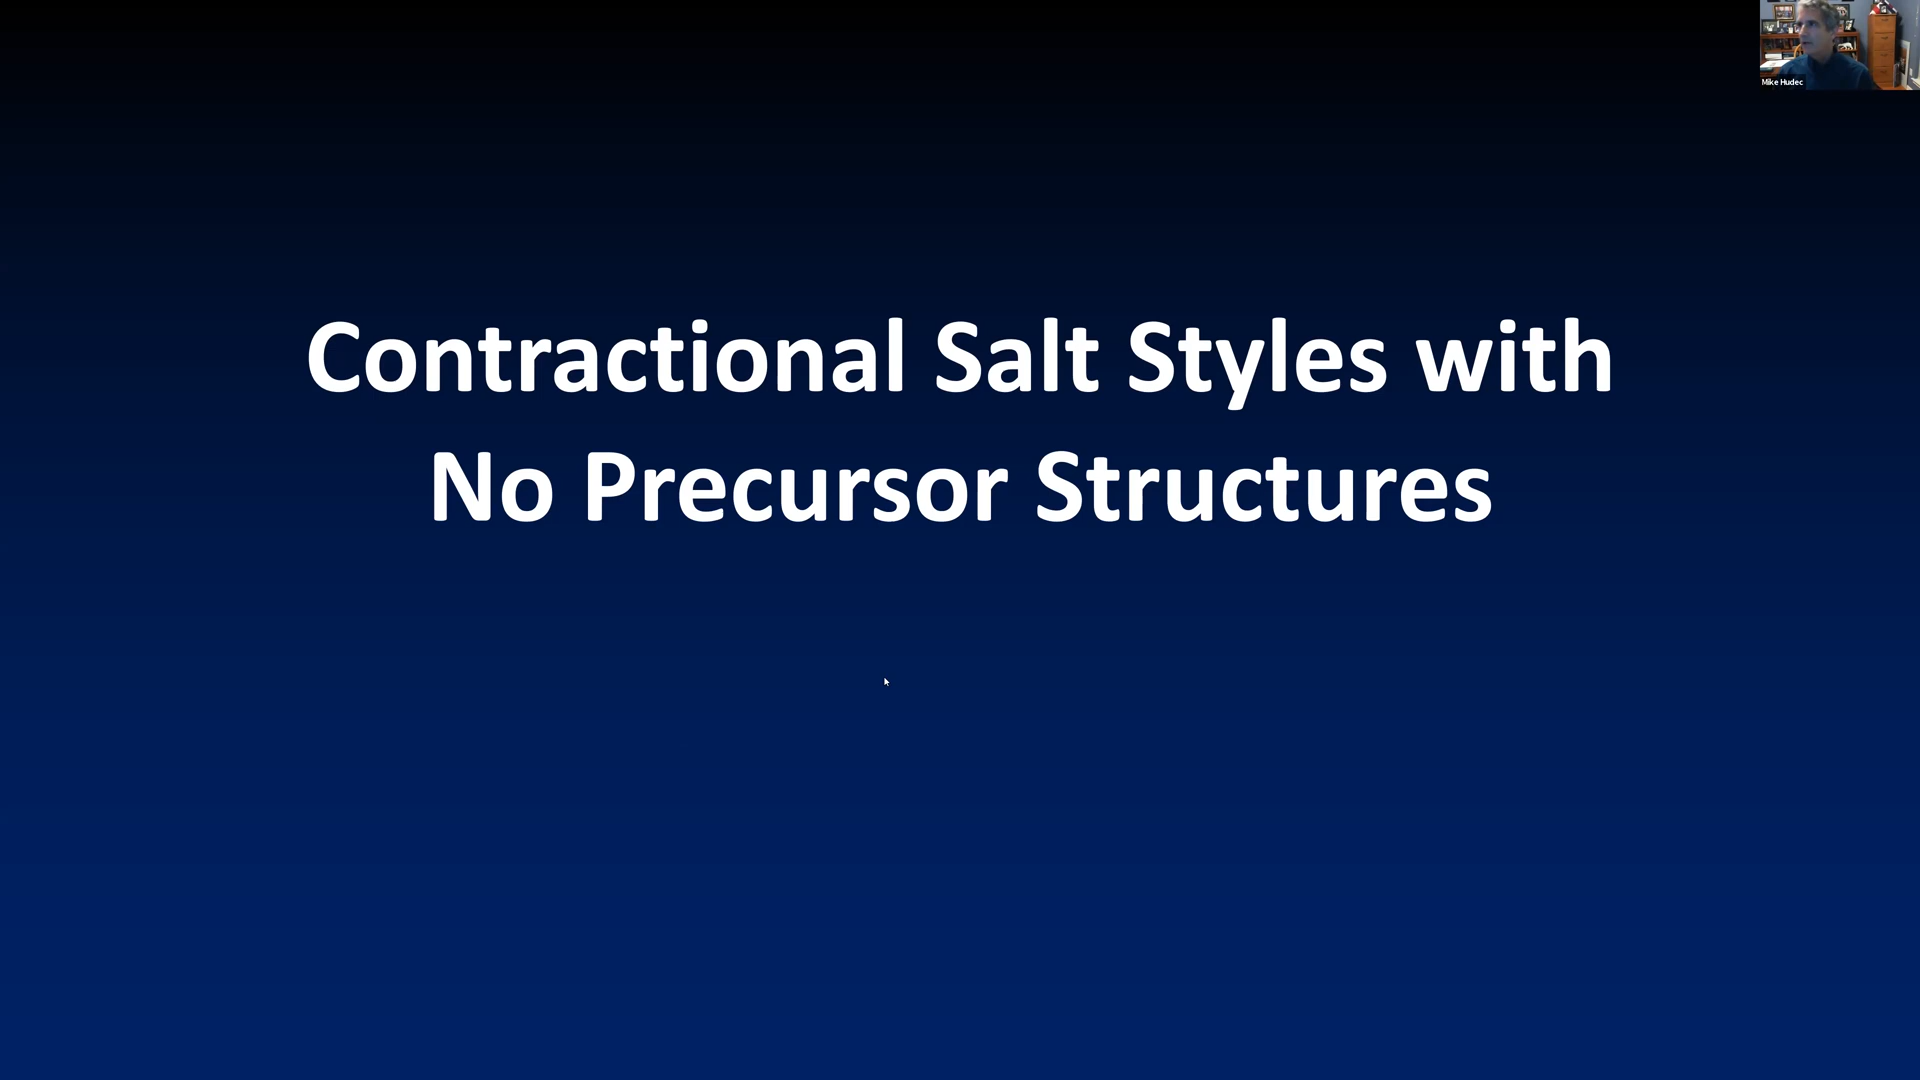 Mike Hudec
Contractional Salt Styles with
No Precursor Structures